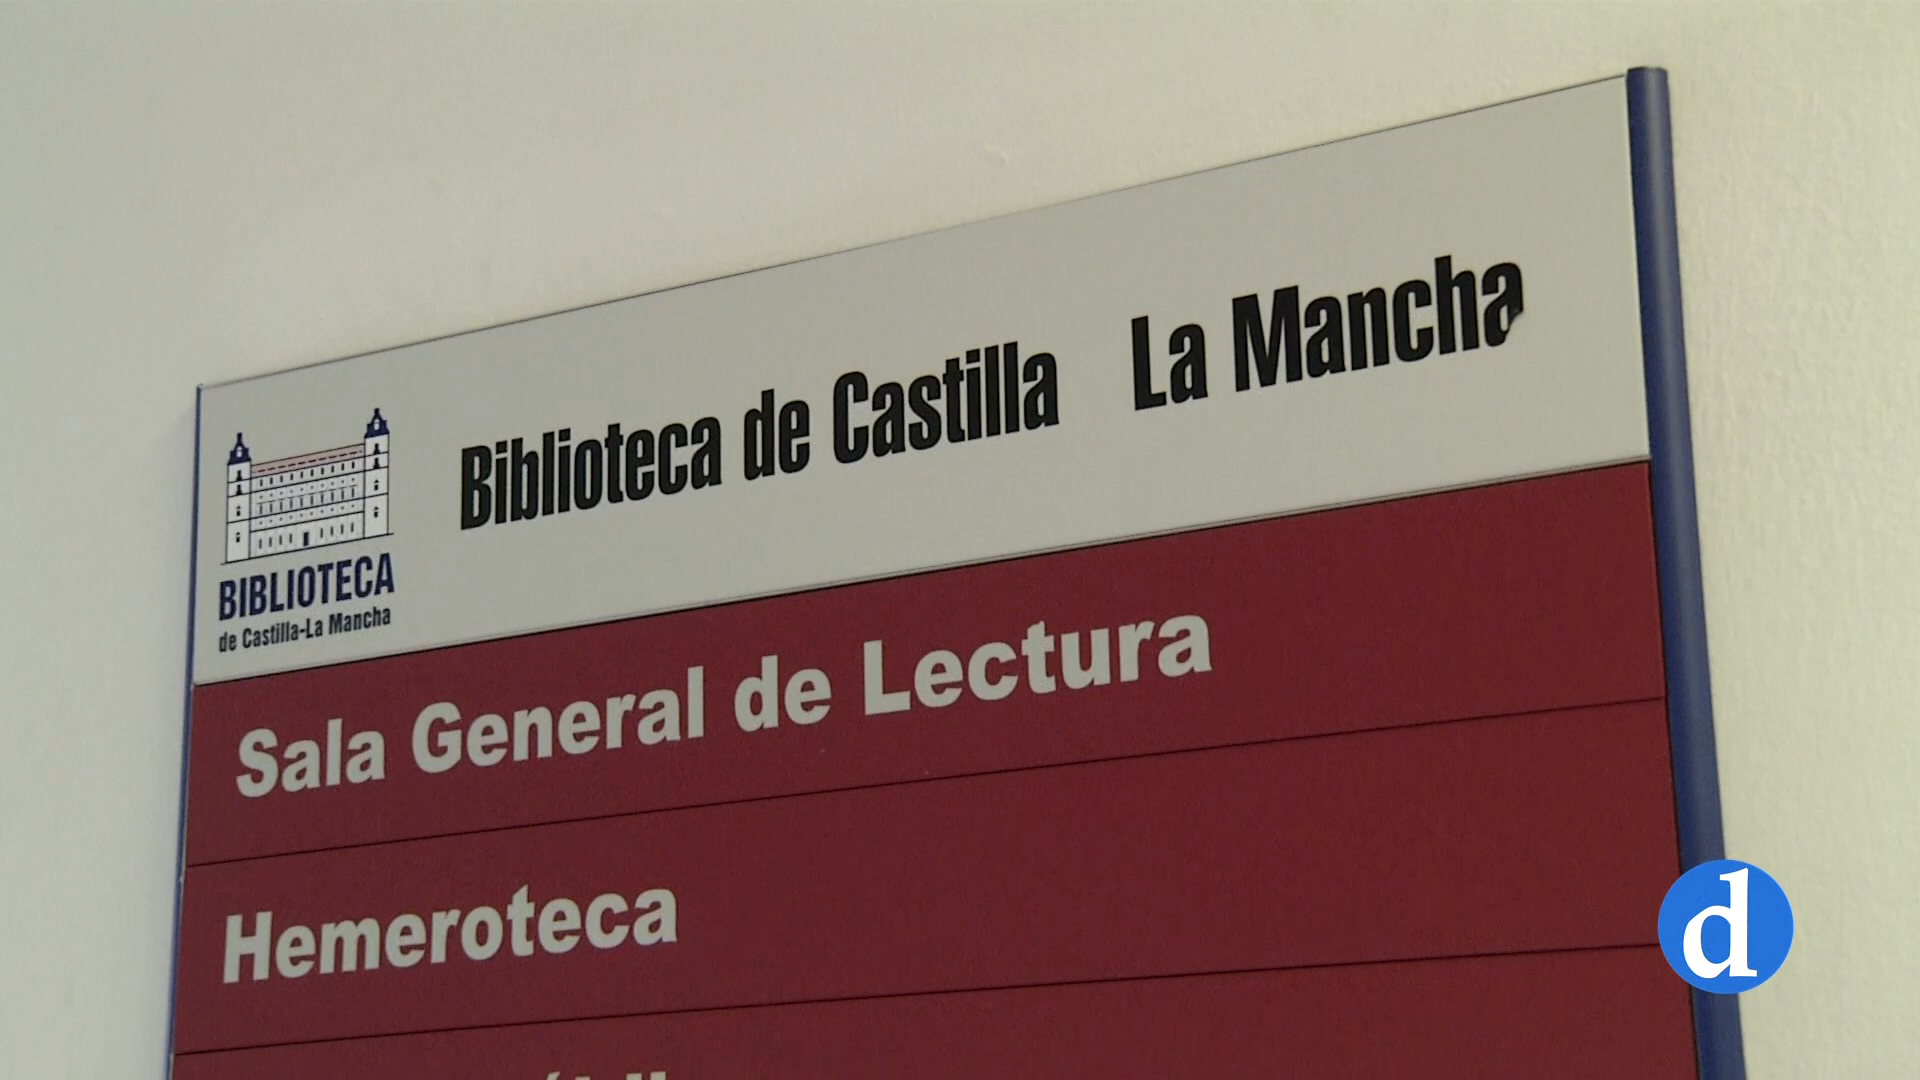 Biblioteca de Castilla La Mancha
BIBLIOTECA
de Castilla-La Mancha
Sala General de Lectura
Hemeroteca
d